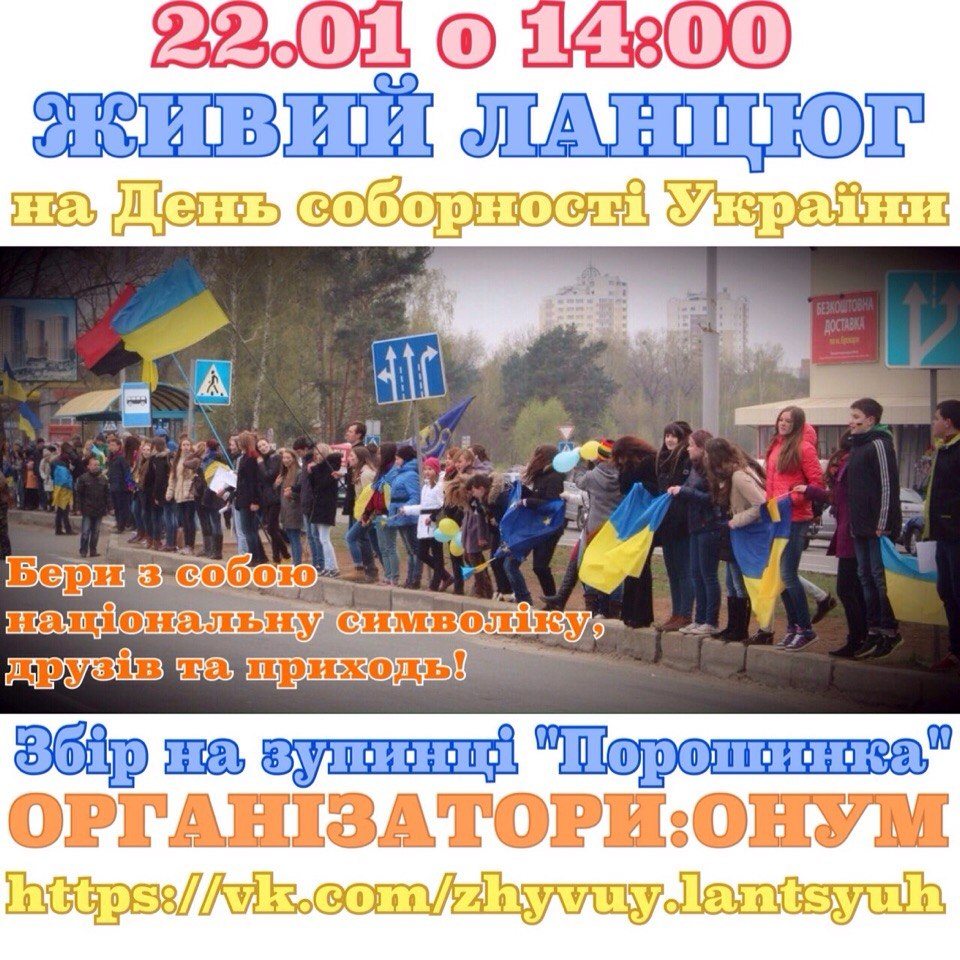 22.01 о 14:00
ЖИВИЙ ЛАНЦЮГ
на День соборності України
БЕЗКОШТОВНА
ДОСТАВКА
Бери з собою
національну символіку,
друзів та приходь!
Збір на зупинці "Порошинка"
ОРГАНІЗАТОРИ:ОНУМ
https://vk.com/zhyvuy.lantsyuh